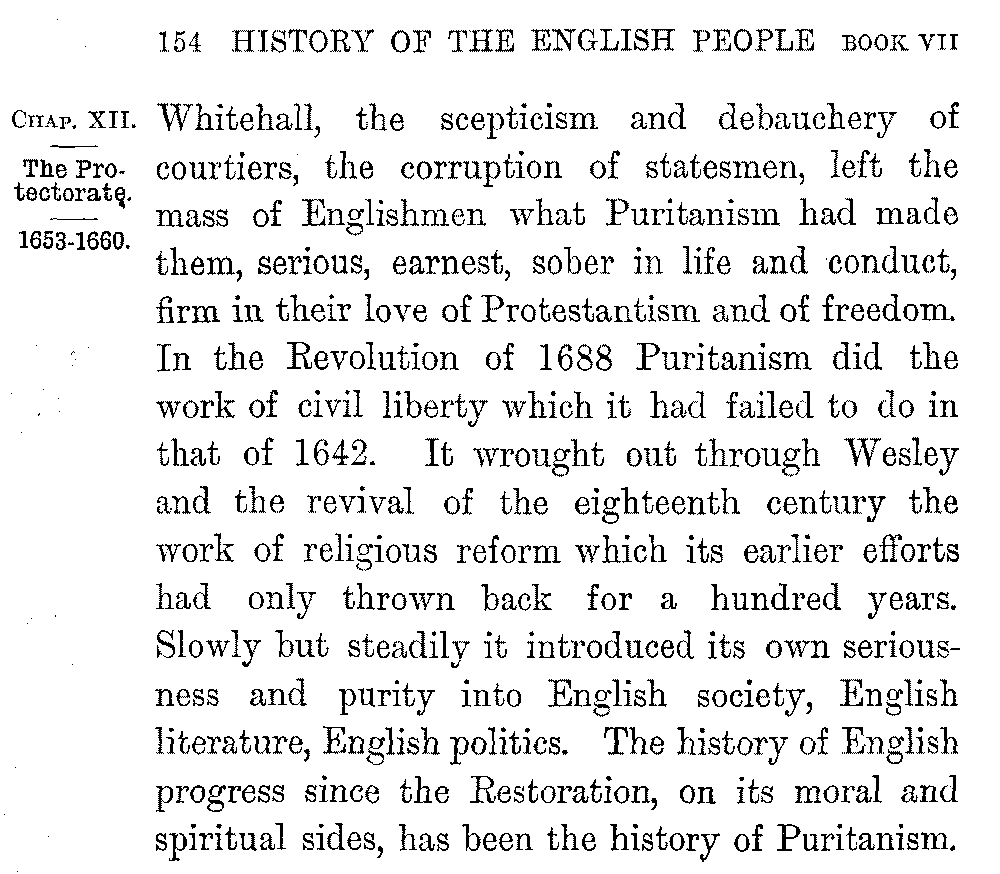 154 HISTORY OF THE ENGLISH PEOPLE BOOK VII
CHAP. XII.
The Pro-
tectorate.
1653-1660.
Whitehall, the scepticism and debauchery of
courtiers, the corruption of statesmen, left the
mass of Englishmen what Puritanism had made
them, serious, earnest, sober in life and conduct,
firm in their love of Protestantism and of freedom.
In the Revolution of 1688 Puritanism did the
work of civil liberty which it had failed to do in
that of 1642. It wrought out through Wesley
and the revival of the eighteenth century the
work of religious reform which its earlier efforts
had only thrown back for a hundred years.
Slowly but steadily it introduced its own serious-
ness and purity into English society, English
literature, English politics. The history of English
progress since the Restoration, on its moral and
spiritual sides, has been the history of Puritanism.